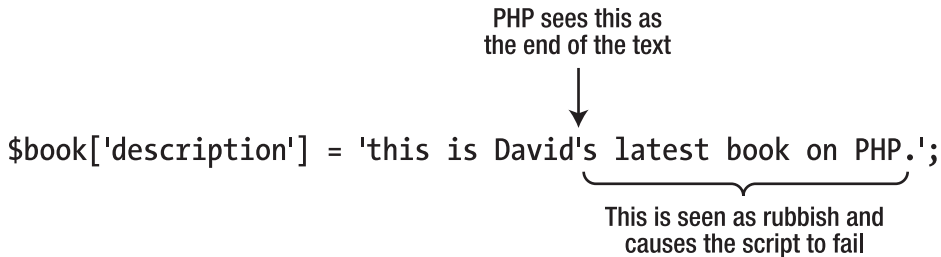 PHP sees this as
the end of the text
$book['description'] = 'this is David's latest book on PHP.';
This is seen as rubbish and
causes the script to fail